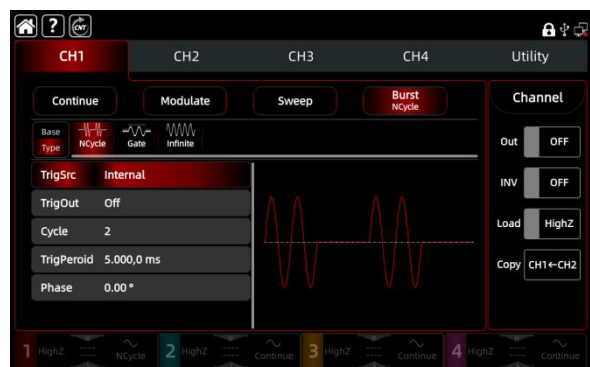 ? CNT
CH1 CH2 CH3 CH4 Utility
Continue Modulate Sweep Burst NCycle Channel
Base Type NCycle Gate Infinite
Out OFF
TrigSrc Internal
INV OFF
TrigOut Off
Load HighZ
Cycle 2
TrigPeroid 5.000,0 ms
Copy CH1←CH2
Phase 0.00 °
1 HighZ NCycle 2 HighZ Continue 3 HighZ Continue 4 HighZ Continue